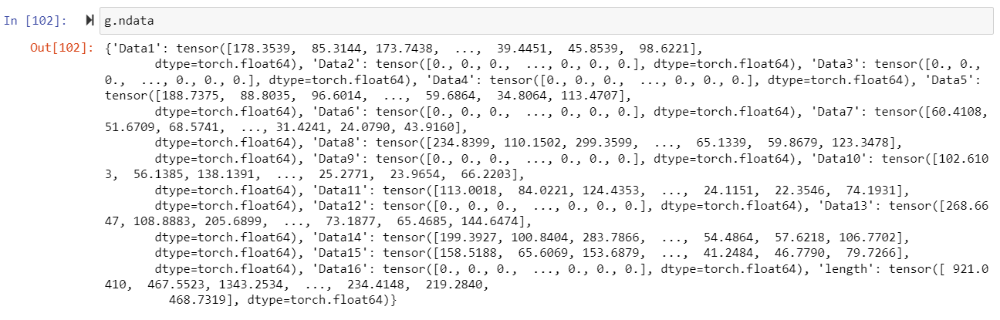 In [102]: g.ndata
Out[102]: {'Data1': tensor([178.3539,  85.3144, 173.7438,  ...,  39.4451,  45.8539,  98.6221],
       dtype=torch.float64), 'Data2': tensor([0., 0., 0.,  ..., 0., 0., 0.], dtype=torch.float64), 'Data3': tensor([0., 0.,
0.,  ..., 0., 0., 0.], dtype=torch.float64), 'Data4': tensor([0., 0., 0.,  ..., 0., 0., 0.], dtype=torch.float64), 'Data5':
tensor([188.7375,  88.8035,  96.6014,  ...,  59.6864,  34.8064, 113.4707],
       dtype=torch.float64), 'Data6': tensor([0., 0., 0.,  ..., 0., 0., 0.], dtype=torch.float64), 'Data7': tensor([60.4108,
51.6709, 68.5741,  ..., 31.4241, 24.0790, 43.9160],
       dtype=torch.float64), 'Data8': tensor([234.8399, 110.1502, 299.3599,  ...,  65.1339,  59.8679, 123.3478],
       dtype=torch.float64), 'Data9': tensor([0., 0., 0.,  ..., 0., 0., 0.], dtype=torch.float64), 'Data10': tensor([102.610
3,  56.1385, 138.1391,  ...,  25.2771,  23.9654,  66.2203],
       dtype=torch.float64), 'Data11': tensor([113.0018,  84.0221, 124.4353,  ...,  24.1151,  22.3546,  74.1931],
       dtype=torch.float64), 'Data12': tensor([0., 0., 0.,  ..., 0., 0., 0.], dtype=torch.float64), 'Data13': tensor([268.66
47, 108.8883, 205.6899,  ...,  73.1877,  65.4685, 144.6474],
       dtype=torch.float64), 'Data14': tensor([199.3927, 100.8404, 283.7866,  ...,  54.4864,  57.6218, 106.7702],
       dtype=torch.float64), 'Data15': tensor([158.5188,  65.6069, 153.6879,  ...,  41.2484,  46.7790,  79.7266],
       dtype=torch.float64), 'Data16': tensor([0., 0., 0.,  ..., 0., 0., 0.], dtype=torch.float64), 'length': tensor([ 921.0
410,  467.5523, 1343.2534,  ...,  234.4148,  219.2840,
         468.7319], dtype=torch.float64)}